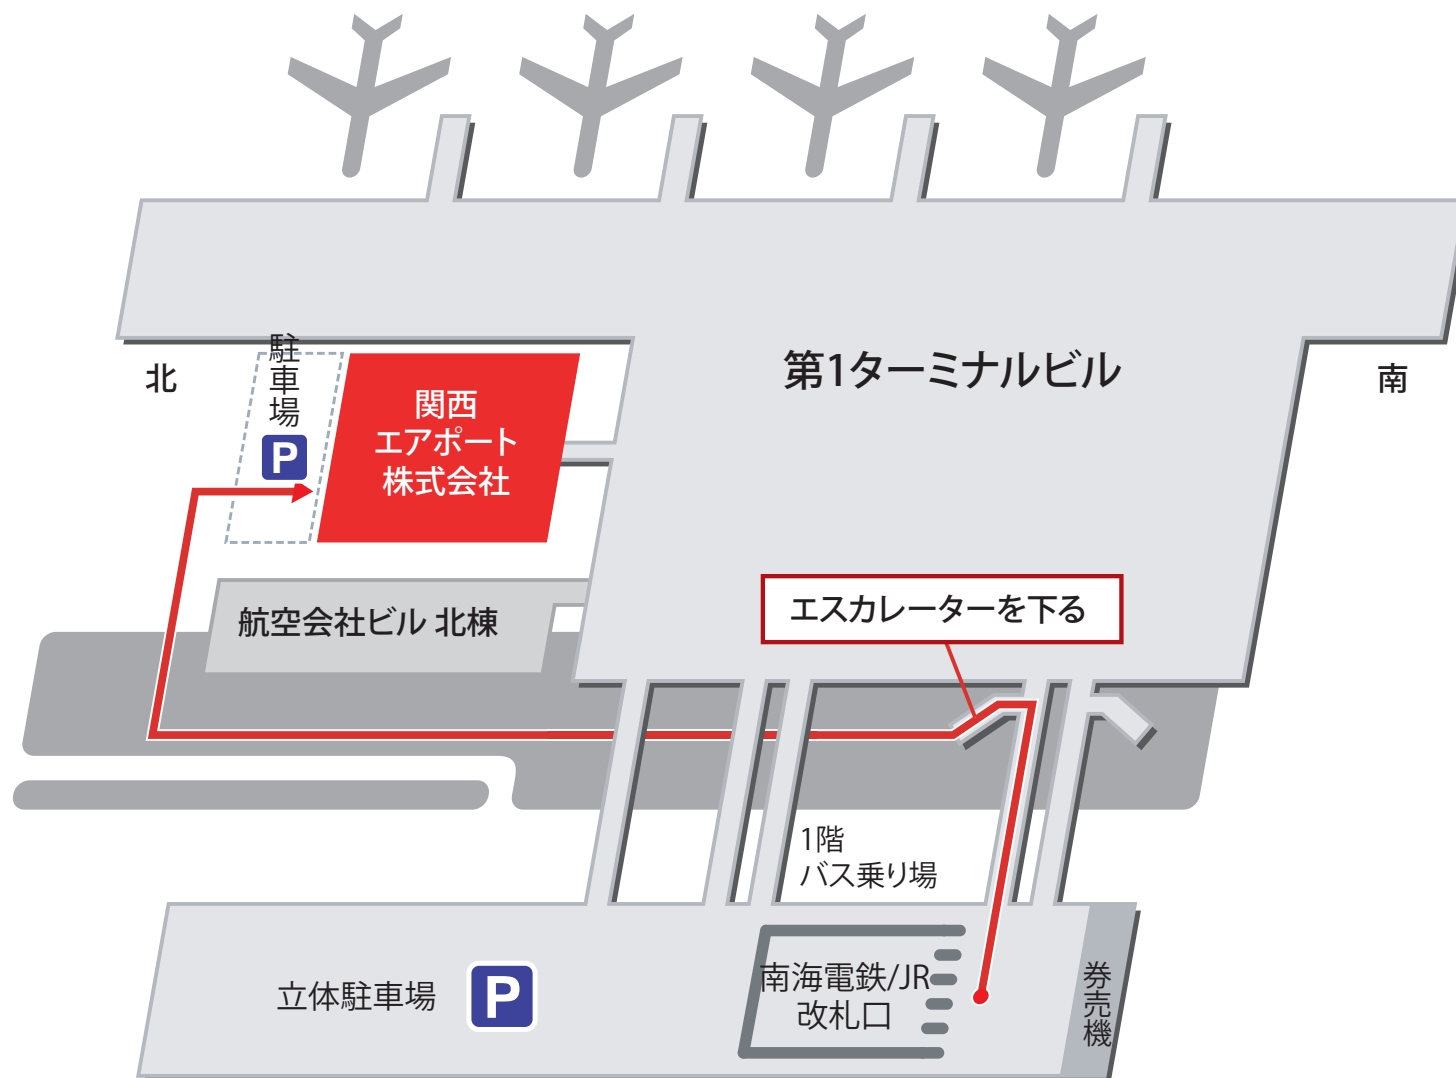 北
駐車場
P
関西
エアポート
株式会社
第1ターミナルビル
南
航空会社ビル 北棟
エスカレーターを下る
1階
バス乗り場
立体駐車場
P
南海電鉄/JR
改札口
券売機